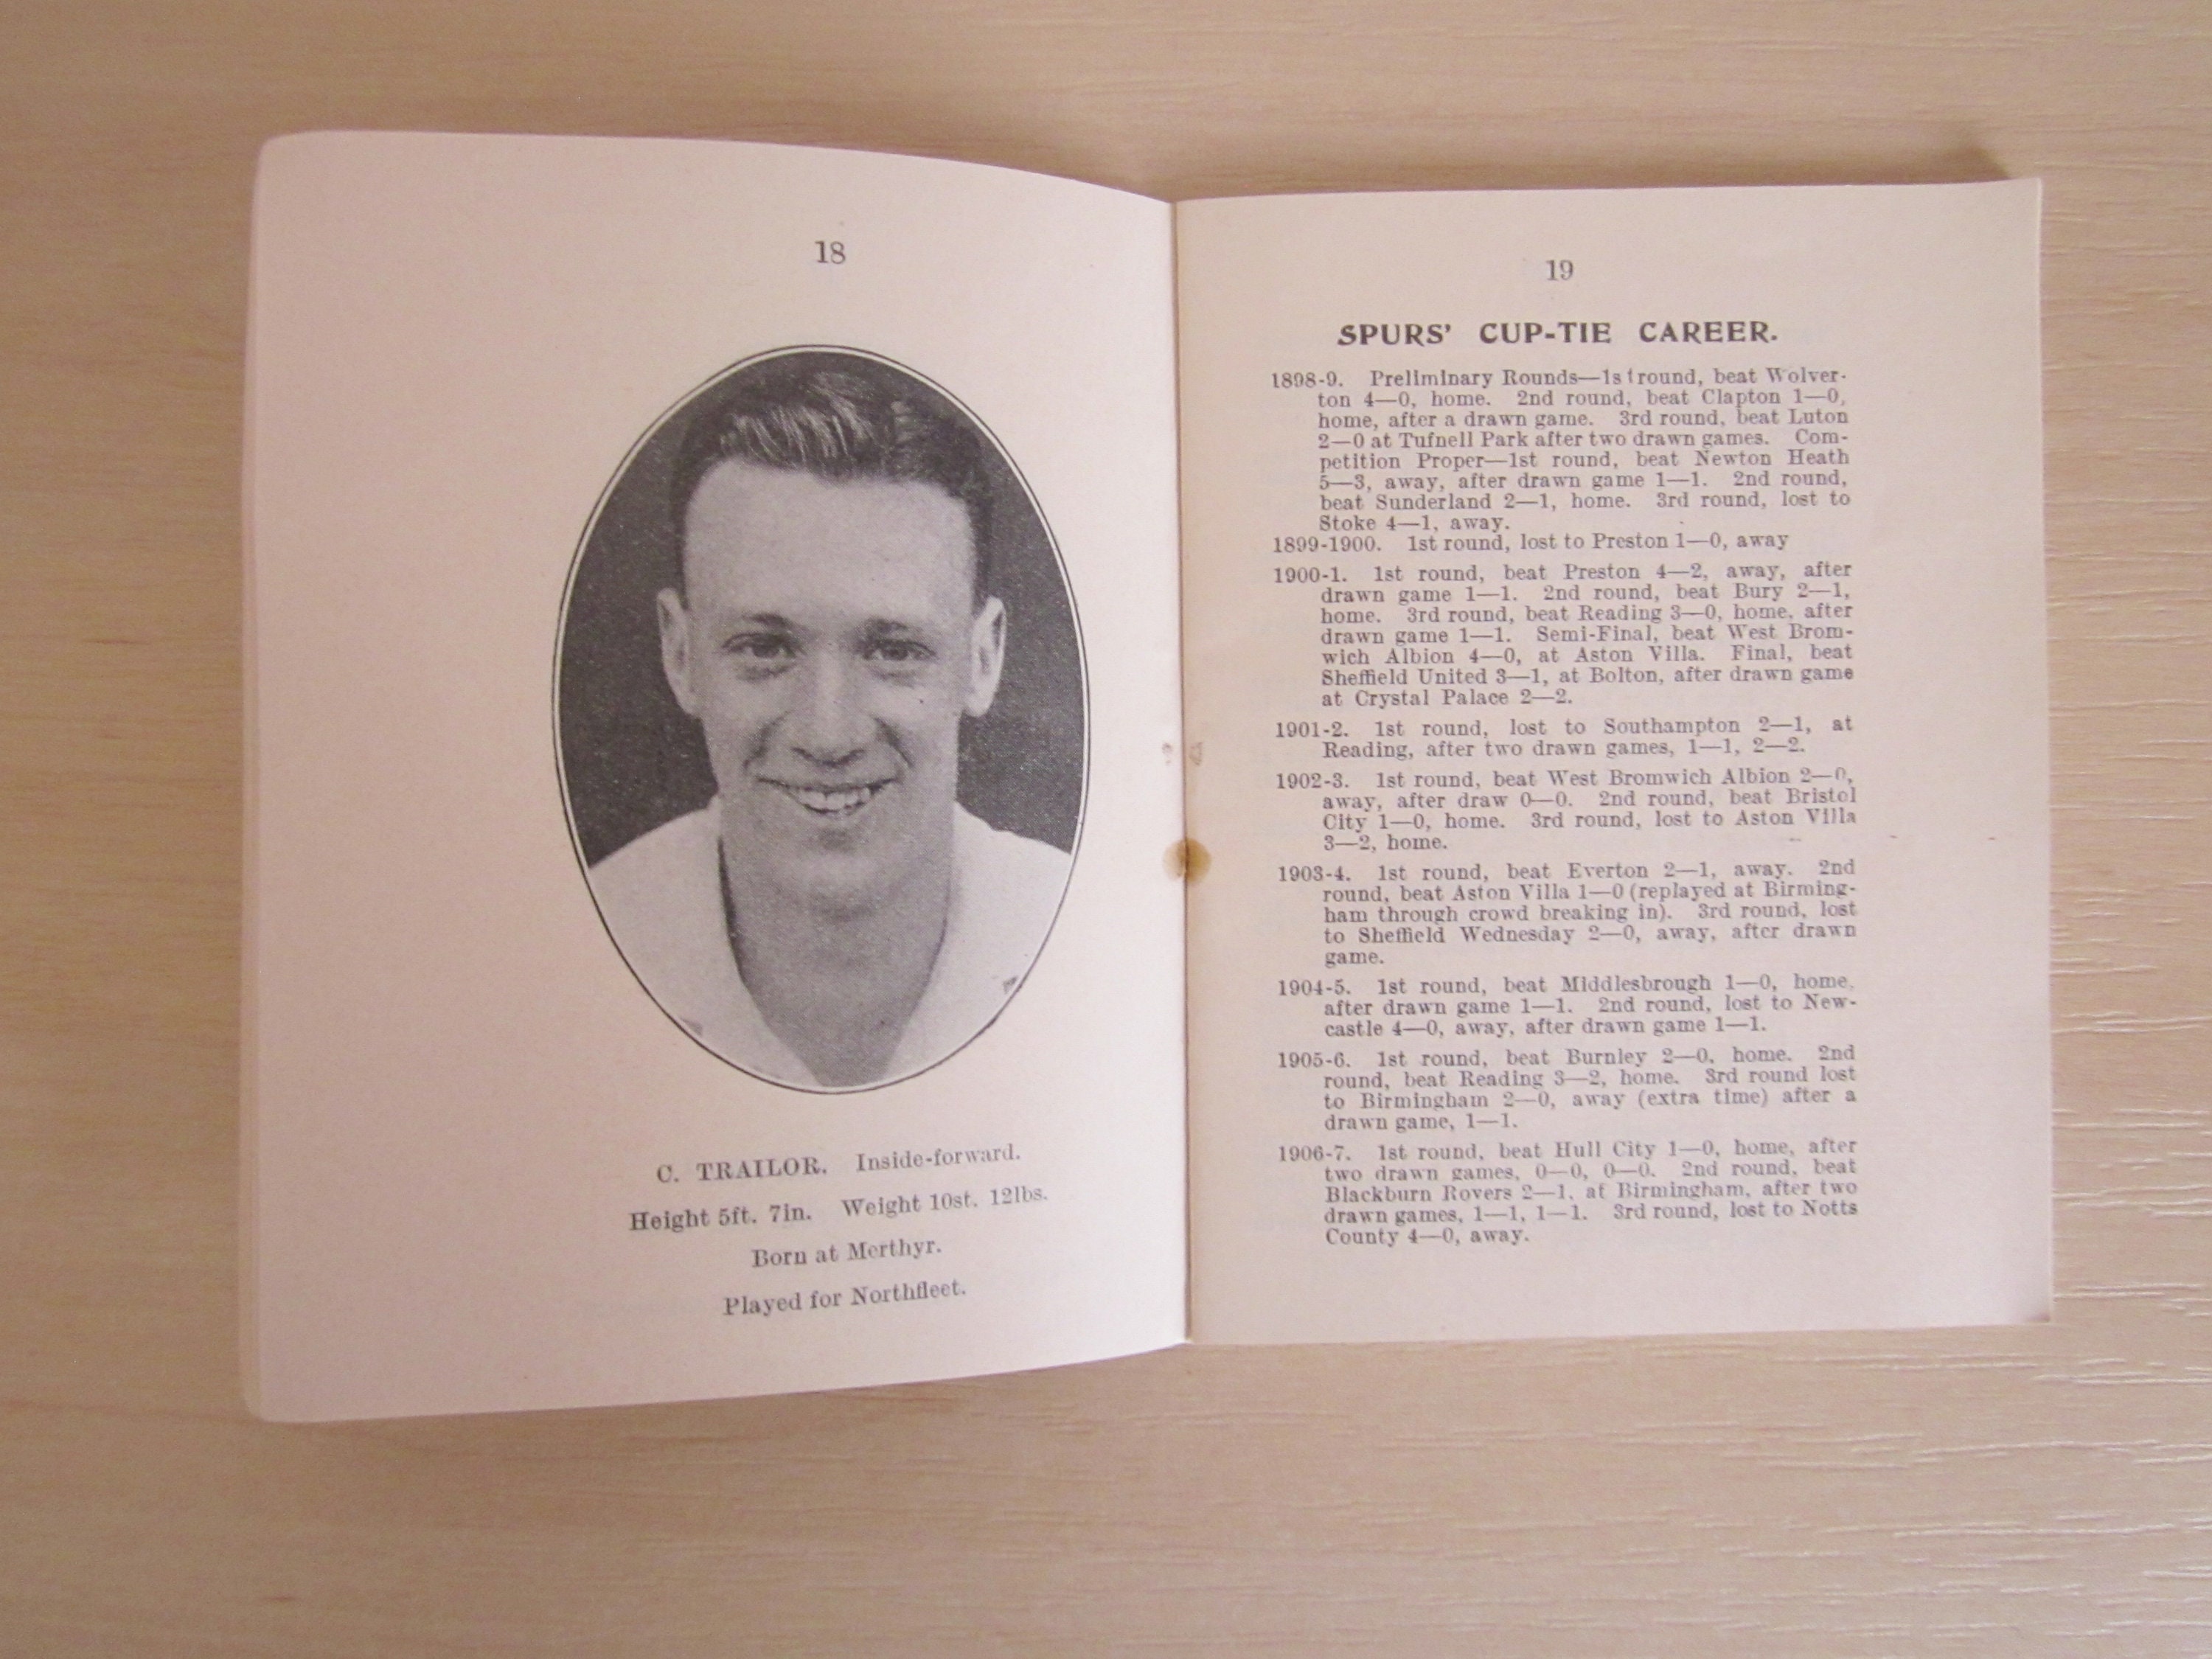 18
C. TRAILOR. Inside-forward.
Height 5ft. 7in. Weight 10st. 12lbs.
Born at Merthyr.
Played for Northfleet.
19
SPURS' CUP-TIE CAREER.
1898-9. Preliminary Rounds—1st round, beat Wolver-
ton 4—0, home. 2nd round, beat Clapton 1—0,
home, after a drawn game. 3rd round, beat Luton
2—0 at Tufnell Park after two drawn games. Com-
petition Proper—1st round, beat Newton Heath
5—3, away, after drawn game 1—1. 2nd round,
beat Sunderland 2—1, home. 3rd round, lost to
Stoke 4—1, away.
1899-1900. 1st round, lost to Preston 1—0, away
1900-1. 1st round, beat Preston 4—2, away, after
drawn game 1—1. 2nd round, beat Bury 2—1,
home. 3rd round, beat Reading 3—0, home, after
drawn game 1—1. Semi-Final, beat West Brom-
wich Albion 4—0, at Aston Villa. Final, beat
Sheffield United 3—1, at Bolton, after drawn game
at Crystal Palace 2—2.
1901-2. 1st round, lost to Southampton 2—1, at
Reading, after two drawn games, 1—1, 2—2.
1902-3. 1st round, beat West Bromwich Albion 2—0,
away, after draw 0—0. 2nd round, beat Bristol
City 1—0, home. 3rd round, lost to Aston Villa
3—2, home.
1903-4. 1st round, beat Everton 2—1, away. 2nd
round, beat Aston Villa 1—0 (replayed at Birming-
ham through crowd breaking in). 3rd round, lost
to Sheffield Wednesday 2—0, away, after drawn
game.
1904-5. 1st round, beat Middlesbrough 1—0, home,
after drawn game 1—1. 2nd round, lost to New-
castle 4—0, away, after drawn game 1—1.
1905-6. 1st round, beat Burnley 2—0, home. 2nd
round, beat Reading 3—2, home. 3rd round lost
to Birmingham 2—0, away (extra time) after a
drawn game, 1—1.
1906-7. 1st round, beat Hull City 1—0, home, after
two drawn games, 0—0, 0—0. 2nd round, beat
Blackburn Rovers 2—1, at Birmingham, after two
drawn games, 1—1, 1—1. 3rd round, lost to Notts
County 4—0, away.